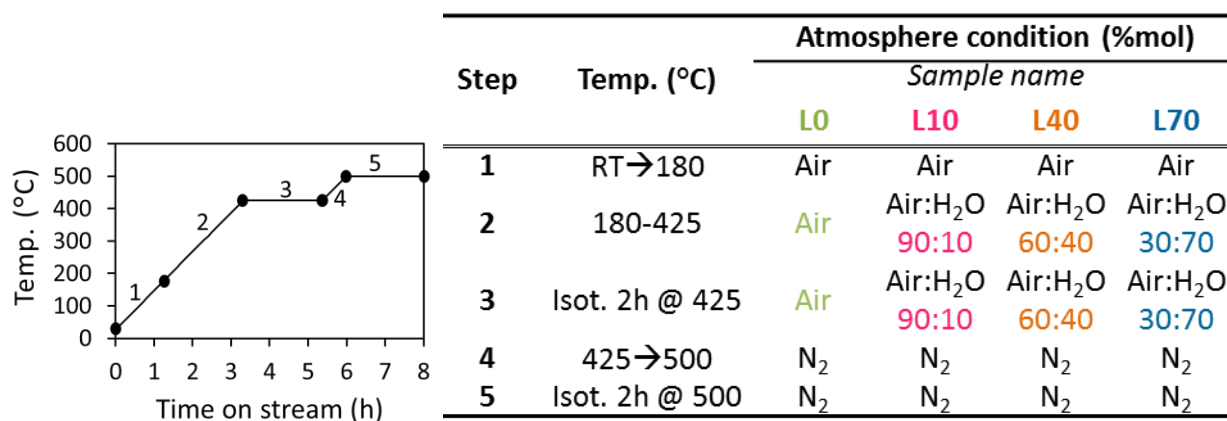 600
500
400
300
200
100
0
0 1 2 3 4 5 6 7 8
Temp. (°C)
Time on stream (h)
1
2
3
4
5
Atmosphere condition (%mol)
Step Temp. (°C) Sample name
L0 L10 L40 L70
1 RT→180 Air Air Air Air
2 180-425 Air Air:H₂O Air:H₂O Air:H₂O
90:10 60:40 30:70
3 Isot. 2h @ 425 Air Air:H₂O Air:H₂O Air:H₂O
90:10 60:40 30:70
4 425→500 N₂ N₂ N₂ N₂
5 Isot. 2h @ 500 N₂ N₂ N₂ N₂